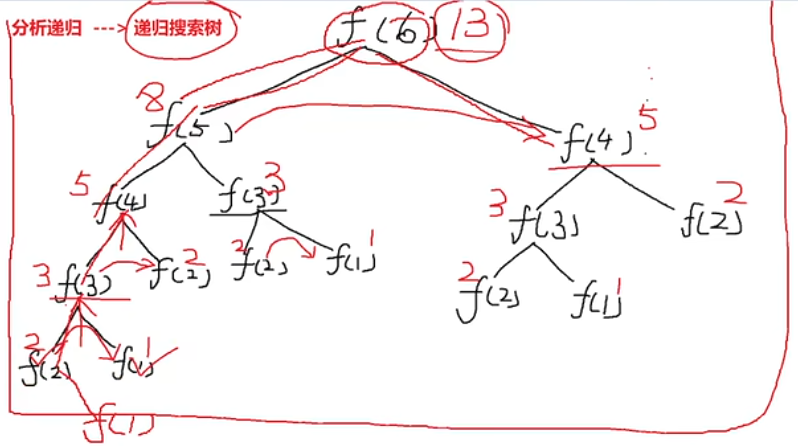 分析递归 ---> 递归搜索树 f(6) 13
8 f(5) f(4) 5
5 f(4) f(3) 3 3 f(3) f(2) 2
3 f(3) f(2) 2 2 f(2) f(1) 1 2 f(2) f(1) 1
2 f(2) f(1) 1
f(1)